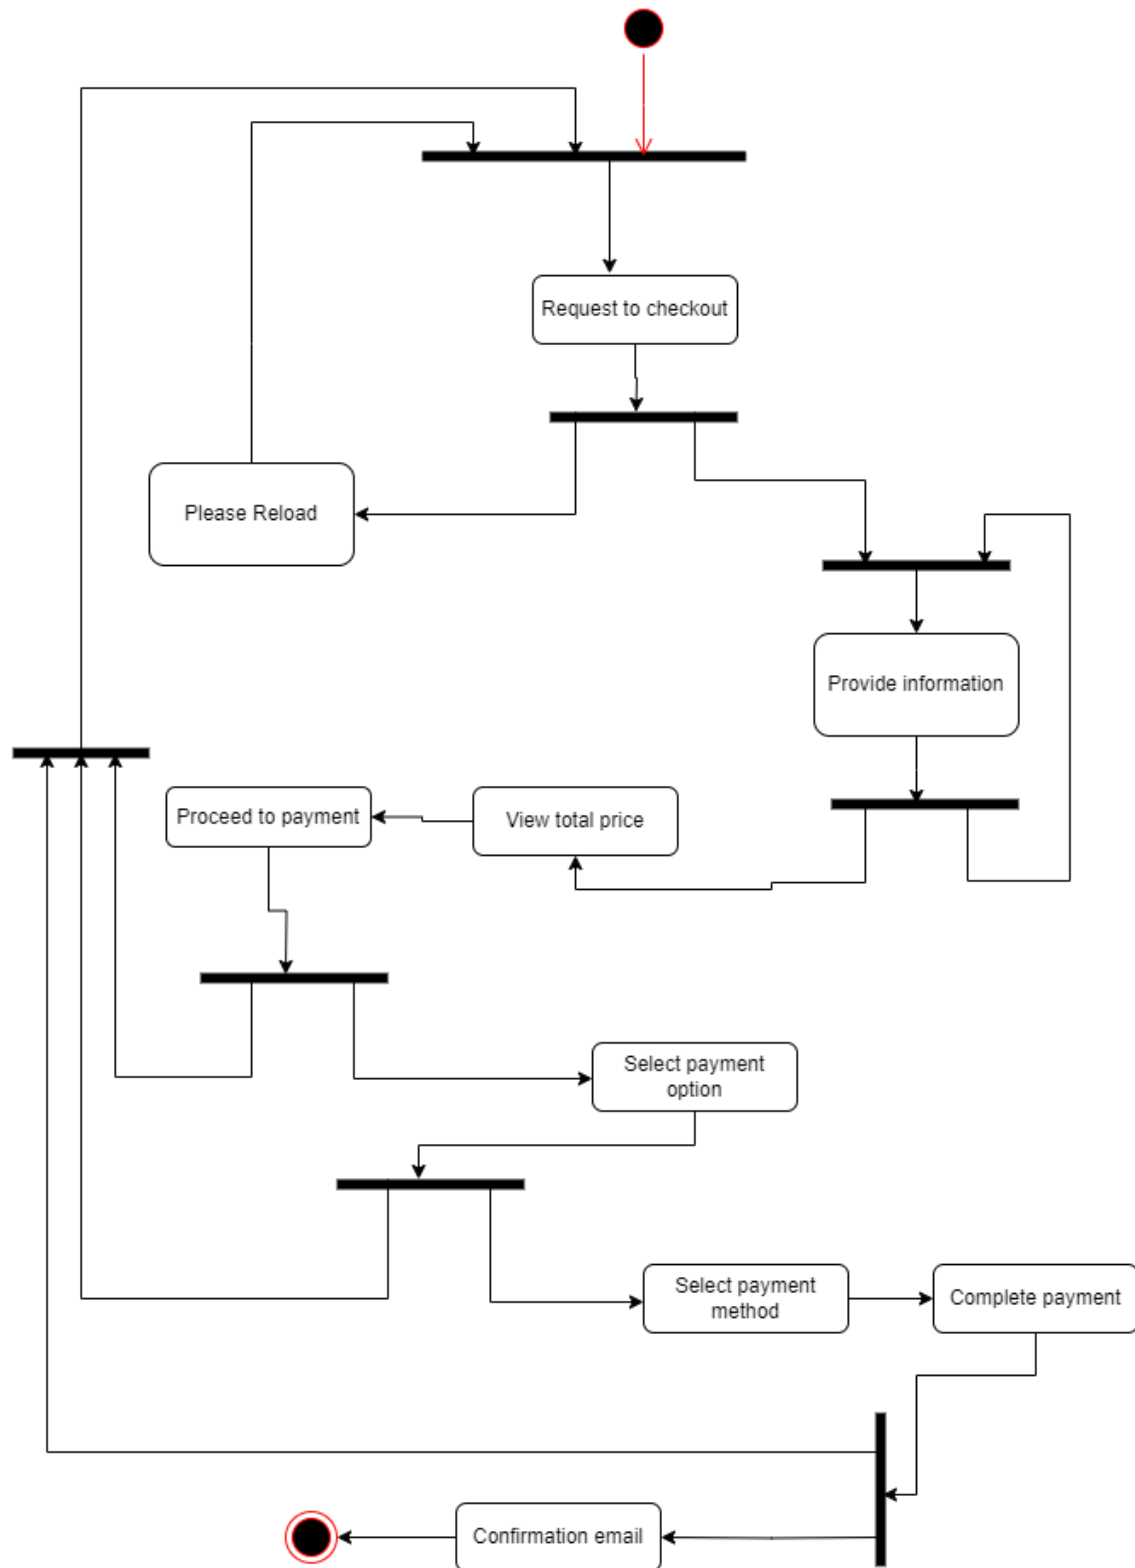 Request to checkout
Please Reload
Provide information
Proceed to payment
View total price
Select payment
option
Select payment
method
Complete payment
Confirmation email